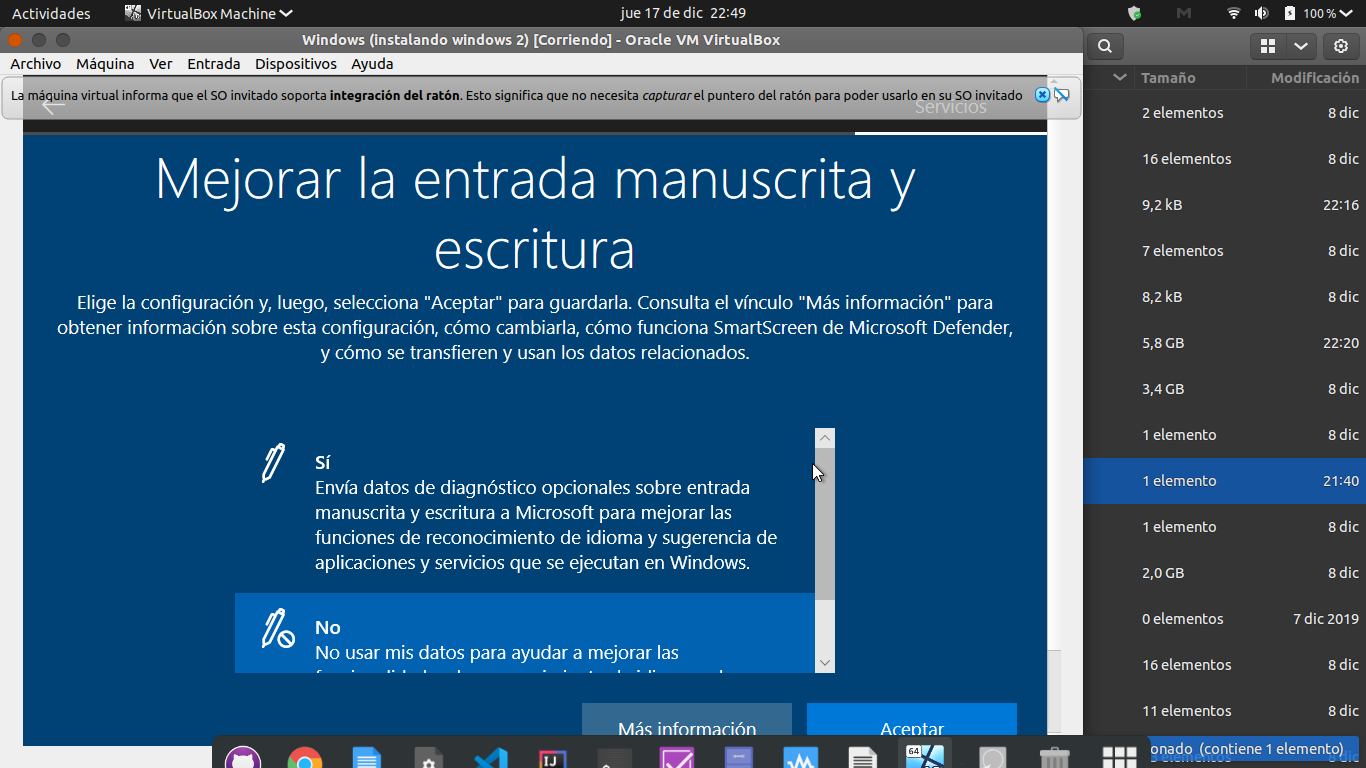 Actividades
VirtualBox Machine
jue 17 de dic 22:49
100 %
Windows (instalando windows 2) [Corriendo] - Oracle VM VirtualBox
Archivo Máquina Ver Entrada Dispositivos Ayuda
La máquina virtual informa que el SO invitado soporta integración del ratón. Esto significa que no necesita capturar el puntero del ratón para poder usarlo en su SO invitado
Servicios
Mejorar la entrada manuscrita y
escritura
Elige la configuración y, luego, selecciona "Aceptar" para guardarla. Consulta el vínculo "Más información" para
obtener información sobre esta configuración, cómo cambiarla, cómo funciona SmartScreen de Microsoft Defender,
y cómo se transfieren y usan los datos relacionados.
Sí
Envía datos de diagnóstico opcionales sobre entrada
manuscrita y escritura a Microsoft para mejorar las
funciones de reconocimiento de idioma y sugerencia de
aplicaciones y servicios que se ejecutan en Windows.
No
No usar mis datos para ayudar a mejorar las
Más información
Aceptar
Tamaño Modificación
2 elementos 8 dic
16 elementos 8 dic
9,2 kB 22:16
7 elementos 8 dic
8,2 kB 8 dic
5,8 GB 22:20
3,4 GB 8 dic
1 elemento 8 dic
1 elemento 21:40
1 elemento 8 dic
2,0 GB 8 dic
0 elementos 7 dic 2019
16 elementos 8 dic
11 elementos 8 dic
onado (contiene 1 elemento)
IJ
64